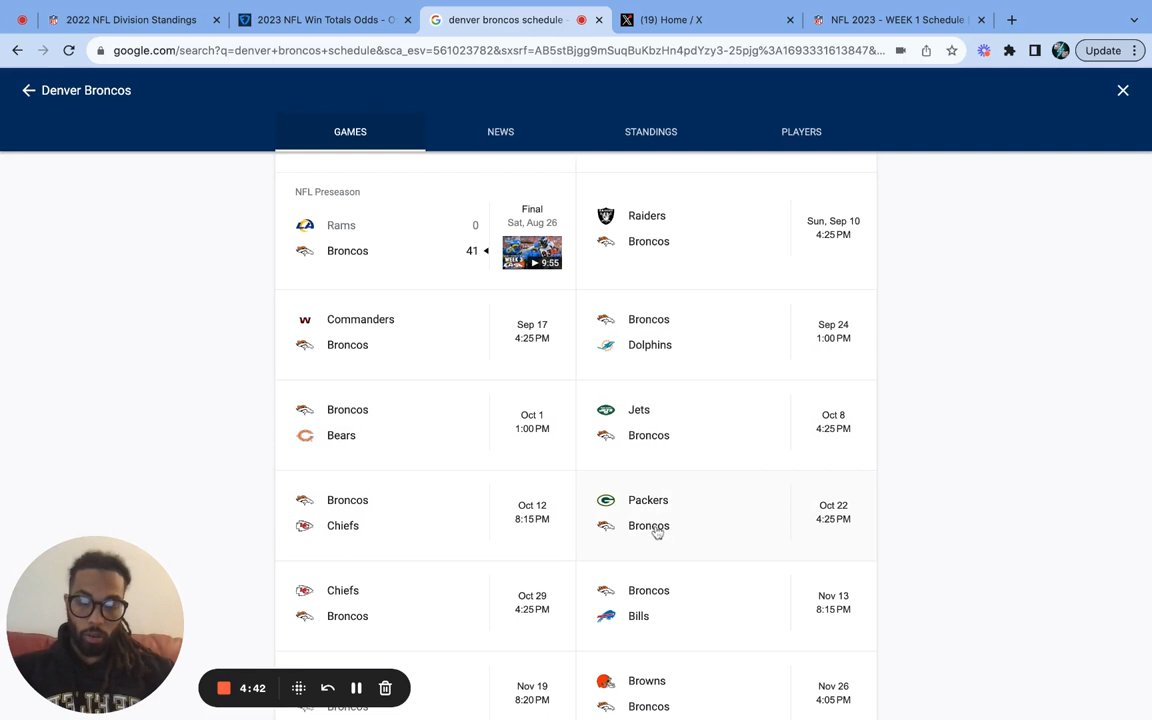 2022 NFL Division Standings
2023 NFL Win Totals Odds - O
denver broncos schedule -
(19) Home / X
NFL 2023 - WEEK 1 Schedule
google.com/search?q=denver+broncos+schedule&sca_esv=561023782&sxsrf=AB5stBjgg9mSuqBuKbzHn4pdYzy3-25pjg%3A1693331613847&u...
Update
Denver Broncos
GAMES
NEWS
STANDINGS
PLAYERS
NFL Preseason
Rams 0
Broncos 41
Final
Sat, Aug 26
9:55
Raiders
Broncos
Sun, Sep 10
4:25 PM
Commanders
Broncos
Sep 17
4:25 PM
Broncos
Dolphins
Sep 24
1:00 PM
Broncos
Bears
Oct 1
1:00 PM
Jets
Broncos
Oct 8
4:25 PM
Broncos
Chiefs
Oct 12
8:15 PM
Packers
Broncos
Oct 22
4:25 PM
Chiefs
Broncos
Oct 29
4:25 PM
Broncos
Bills
Nov 13
8:15 PM
Broncos
Nov 19
8:20 PM
Browns
Broncos
Nov 26
4:05 PM
4:42